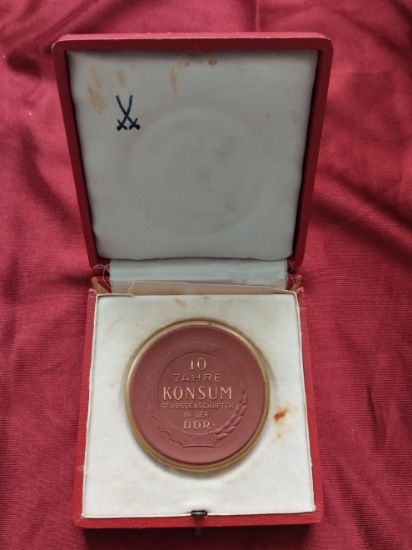 10
JAHRE
KONSUM
GENOSSENSCHAFTEN
IN DER
DDR